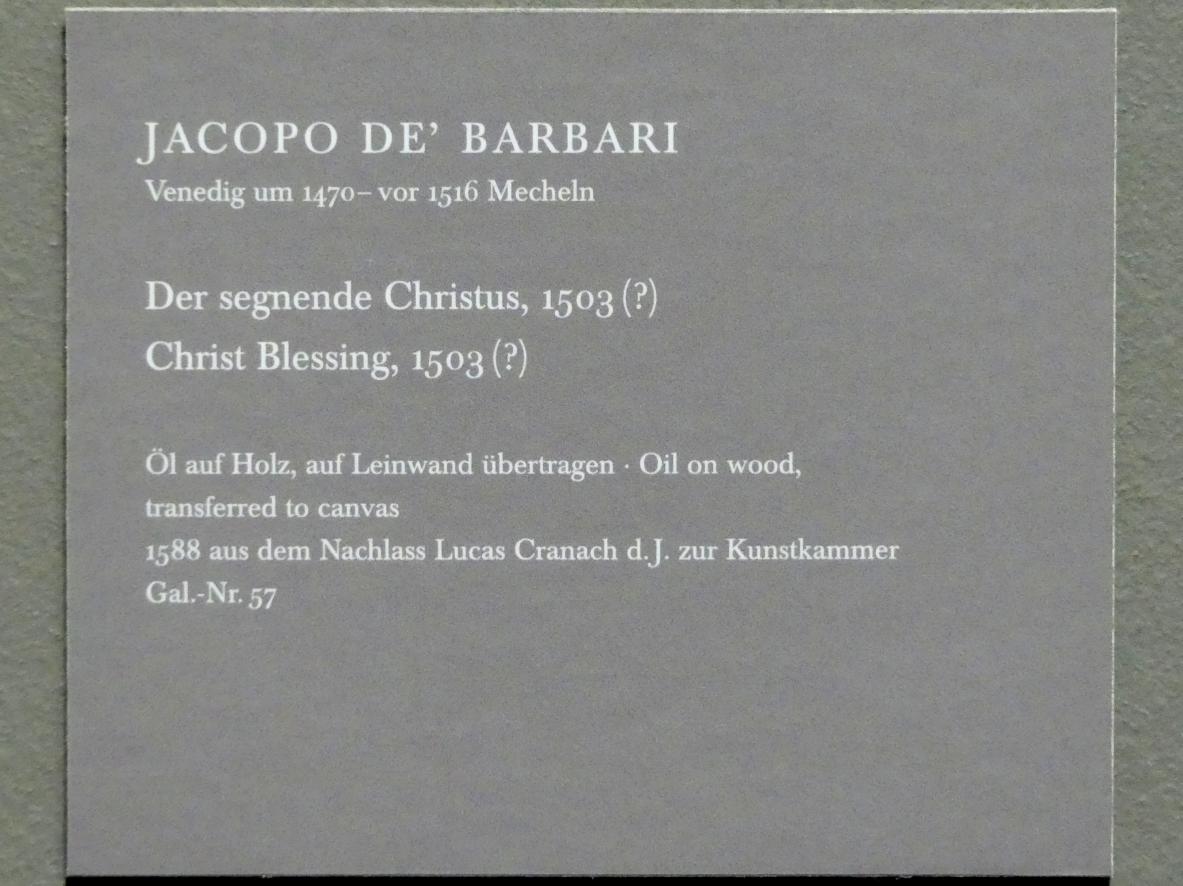 JACOPO DE’ BARBARI
Venedig um 1470– vor 1516 Mecheln
Der segnende Christus, 1503 (?)
Christ Blessing, 1503 (?)
Öl auf Holz, auf Leinwand übertragen · Oil on wood,
transferred to canvas
1588 aus dem Nachlass Lucas Cranach d. J. zur Kunstkammer
Gal.-Nr. 57